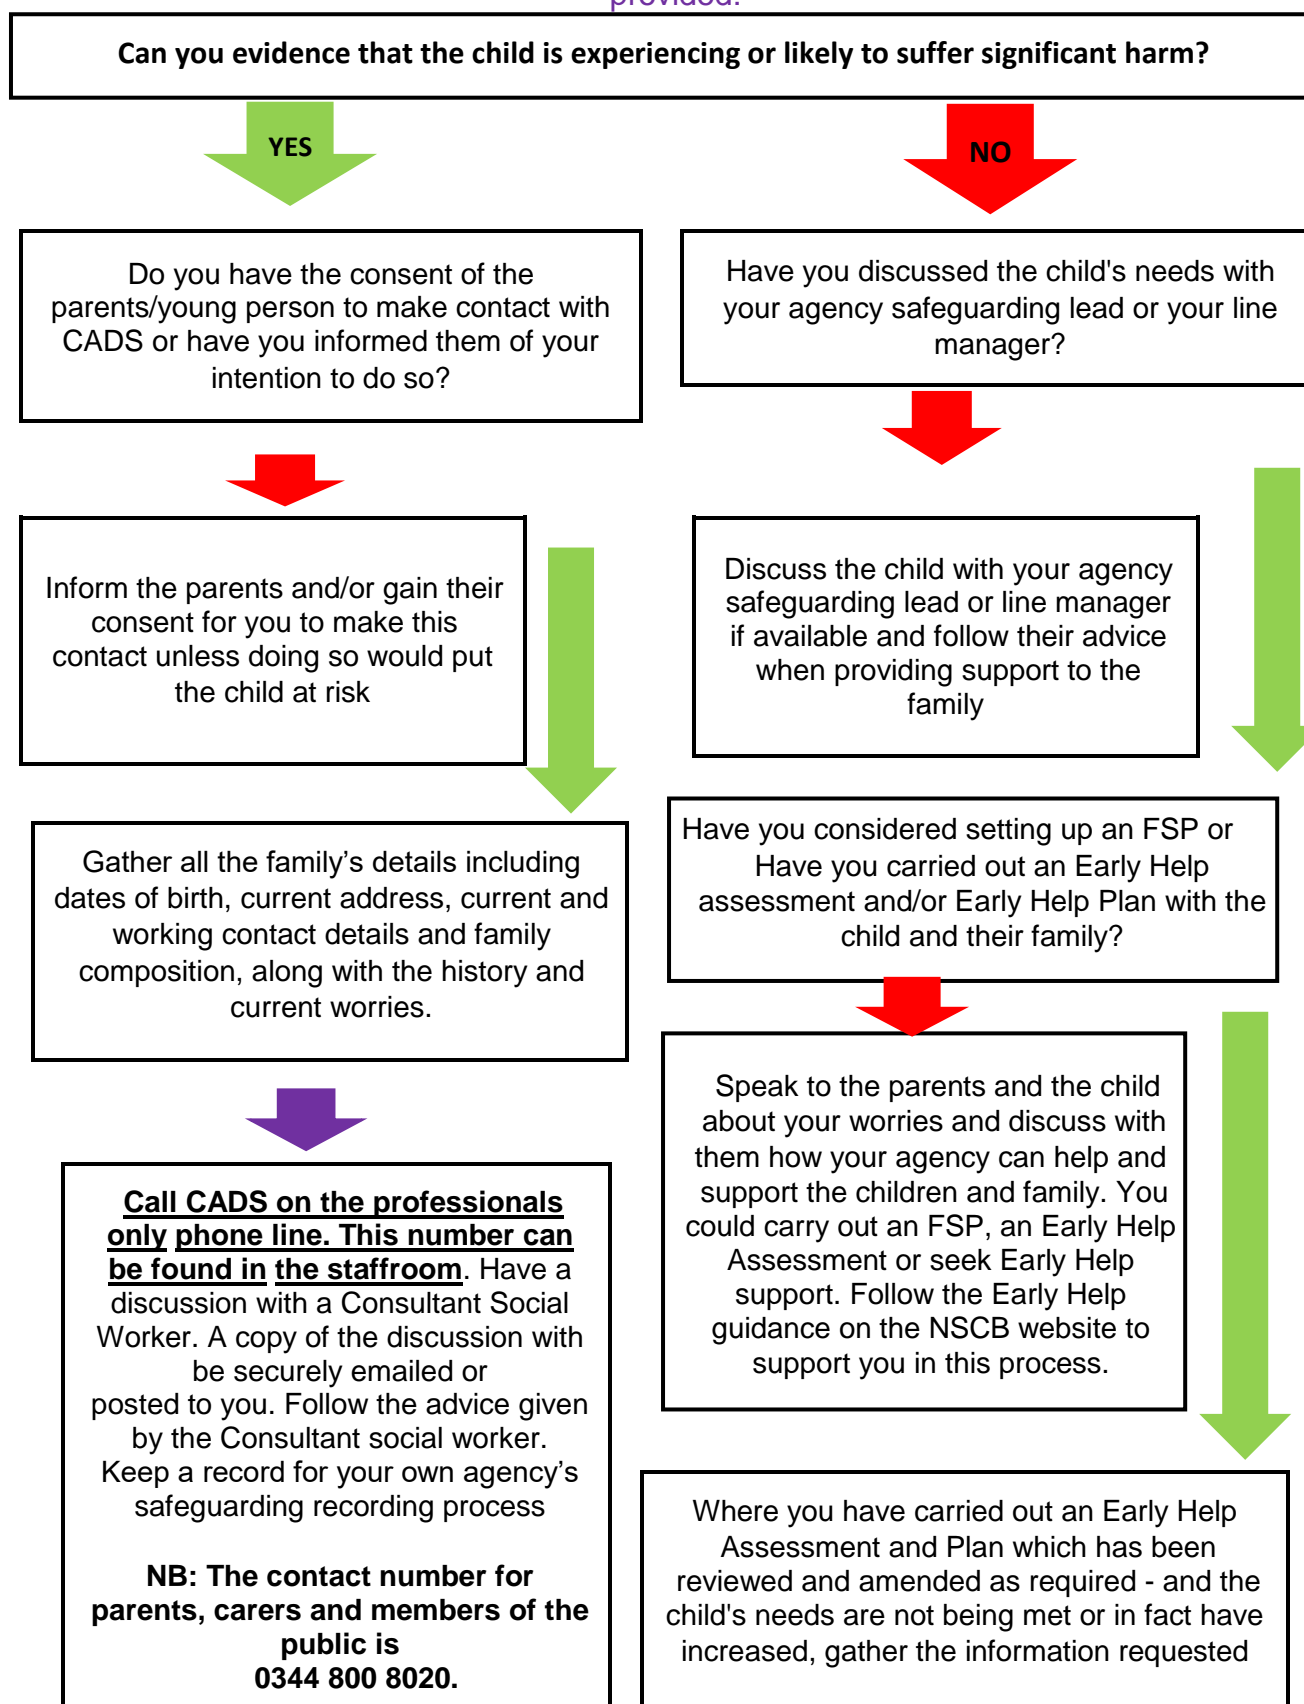 provided.
Can you evidence that the child is experiencing or likely to suffer significant harm?
YES
NO
Do you have the consent of the
parents/young person to make contact with
CADS or have you informed them of your
intention to do so?
Have you discussed the child's needs with
your agency safeguarding lead or your line
manager?
Inform the parents and/or gain their
consent for you to make this
contact unless doing so would put
the child at risk
Discuss the child with your agency
safeguarding lead or line manager
if available and follow their advice
when providing support to the
family
Gather all the family’s details including
dates of birth, current address, current and
working contact details and family
composition, along with the history and
current worries.
Have you considered setting up an FSP or
Have you carried out an Early Help
assessment and/or Early Help Plan with the
child and their family?
Speak to the parents and the child
about your worries and discuss with
them how your agency can help and
support the children and family. You
could carry out an FSP, an Early Help
Assessment or seek Early Help
support. Follow the Early Help
guidance on the NSCB website to
support you in this process.
Call CADS on the professionals
only phone line. This number can
be found in the staffroom. Have a
discussion with a Consultant Social
Worker. A copy of the discussion with
be securely emailed or
posted to you. Follow the advice given
by the Consultant social worker.
Keep a record for your own agency’s
safeguarding recording process
NB: The contact number for
parents, carers and members of the
public is
0344 800 8020.
Where you have carried out an Early Help
Assessment and Plan which has been
reviewed and amended as required - and the
child's needs are not being met or in fact have
increased, gather the information requested